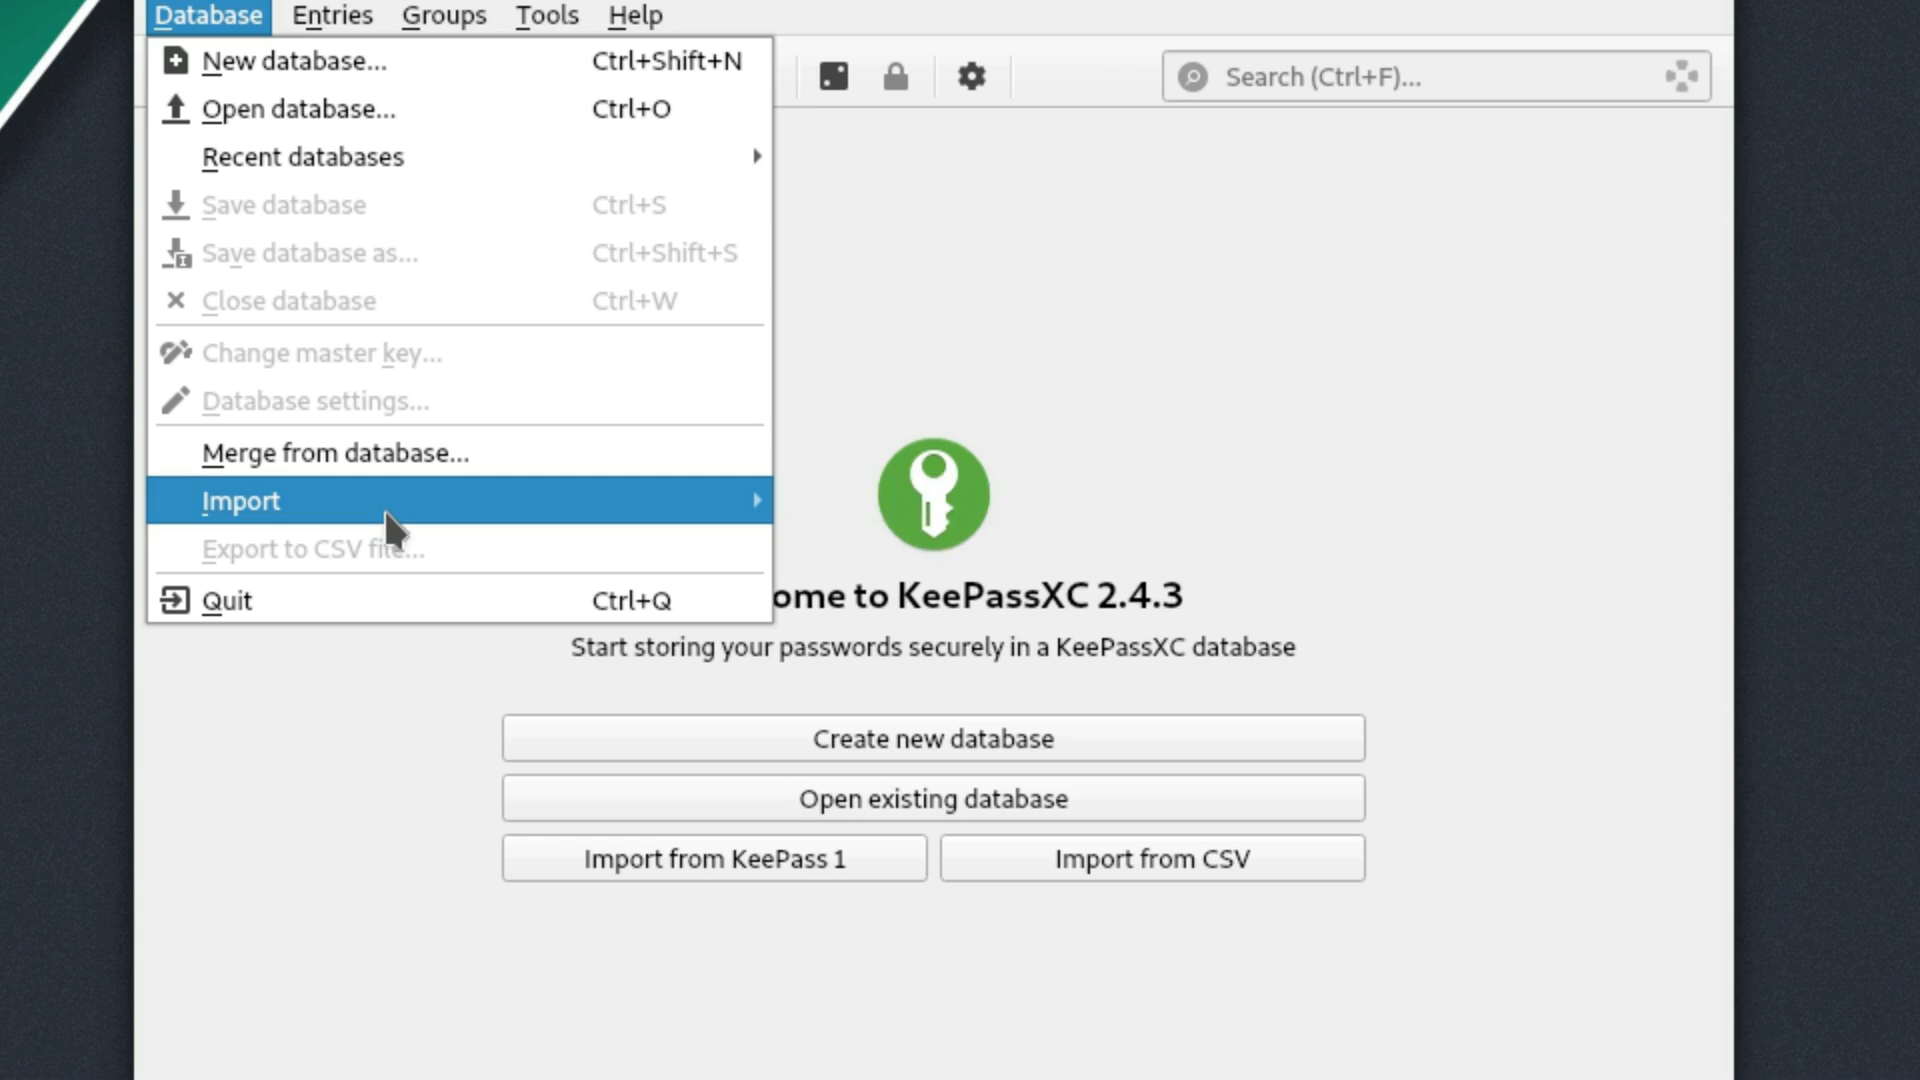 Database Entries Groups Tools Help
New database... Ctrl+Shift+N
Search (Ctrl+F)...
Open database... Ctrl+O
Recent databases
Save database Ctrl+S
Save database as... Ctrl+Shift+S
Close database Ctrl+W
Change master key...
Database settings...
Merge from database...
Import
Export to CSV file...
Quit Ctrl+Q
ome to KeePassXC 2.4.3
Start storing your passwords securely in a KeePassXC database
Create new database
Open existing database
Import from KeePass 1 Import from CSV